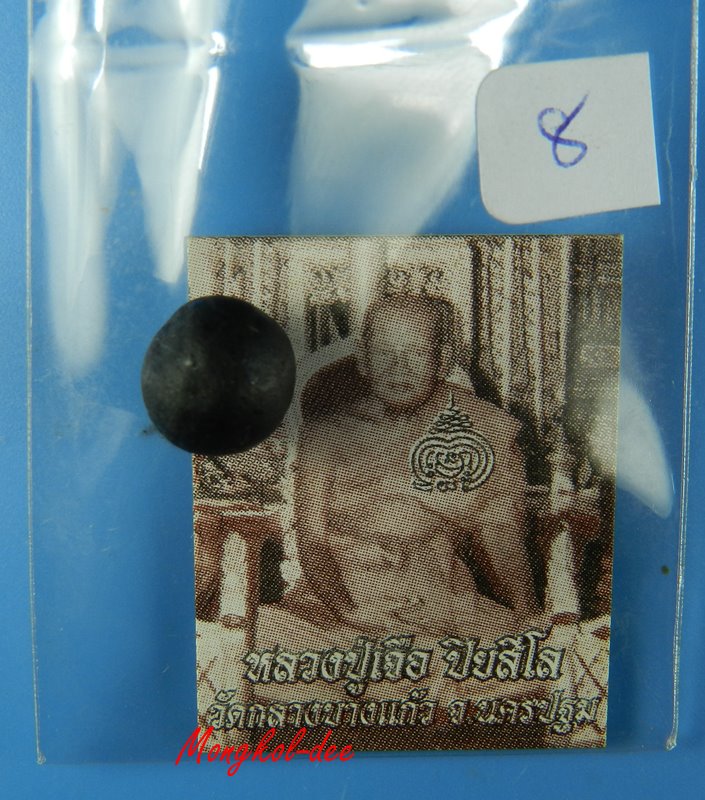 8
หลวงปู่เจือ ปิยสีโล
วัดกลางบางแก้ว จ.นครปฐม
Mongkol-dee